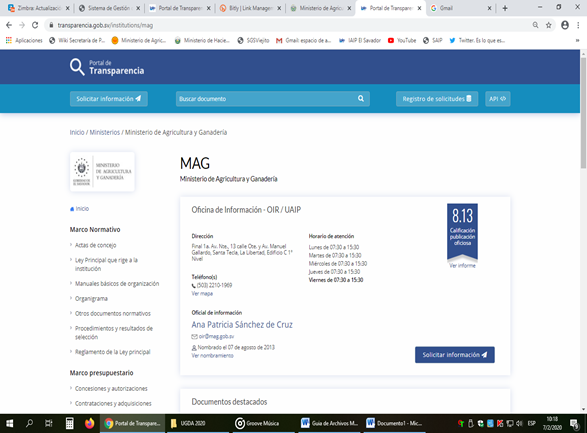 Zimbra: Actualizació
Sistema de Gestión
Portal de Transparenc
Bitly | Link Manage
Ministerio de Agric
Portal de Transparenc
Gmail
transparencia.gob.sv/institutions/mag
Aplicaciones
Wiki Secretaría de P...
Ministerio de Agric...
Ministerio de Hacie...
SGSViejito
Gmail: espacio de a...
IAIP El Savador
YouTube
SAIP
Twitter. Es lo que es...
Portal de
Transparencia
Solicitar información
Buscar documento
Registro de solicitudes
API </>
Inicio / Ministerios / Ministerio de Agricultura y Ganadería
MINISTERIO
DE AGRICULTURA
Y GANADERÍA
MAG
Ministerio de Agricultura y Ganadería
Inicio
Marco Normativo
Actas de concejo
Ley Principal que rige a la
institución
Manuales básicos de organización
Organigrama
Otros documentos normativos
Procedimientos y resultados de
selección
Reglamento de la Ley principal
Marco presupuestario
Concesiones y autorizaciones
Contrataciones y adquisiciones
Oficina de Información - OIR / UAIP
Dirección
Final 1a. Av. Nte., 13 calle Ote. y Av. Manuel
Gallardo, Santa Tecla, La Libertad, Edificio C 1°
Nivel
Teléfono(s)
(503) 2210-1969
Ver mapa
Oficial de información
Ana Patricia Sánchez de Cruz
oir@mag.gob.sv
Nombrado el 07 de agosto de 2013
Ver nombramiento
Horario de atención
Lunes de 07:30 a 15:30
Martes de 07:30 a 15:30
Miércoles de 07:30 a 15:30
Jueves de 07:30 a 15:30
Viernes de 07:30 a 15:30
8.13
Calificación
publicación
oficiosa
Ver informe
Solicitar información
Documentos destacados
Portal de Transpare...
UGDA 2020
Groove Música
Guia de Archivos M...
Documento1 - Mic...
ESP
10:18
7/2/2020